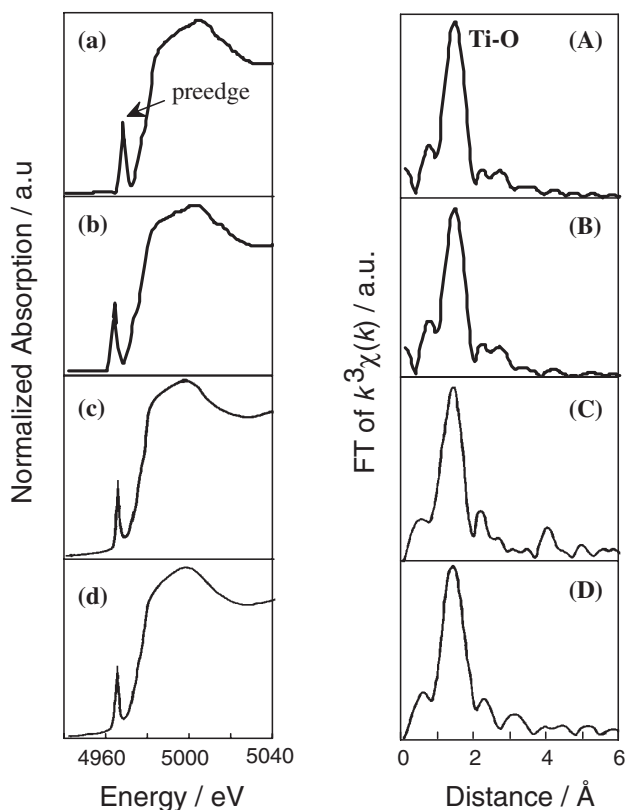 (a)
preedge
(b)
(c)
(d)
Normalized Absorption / a.u
4960
5000
5040
Energy / eV
Ti-O
(A)
(B)
(C)
(D)
FT of k³χ(k) / a.u.
0
2
4
6
Distance / Å